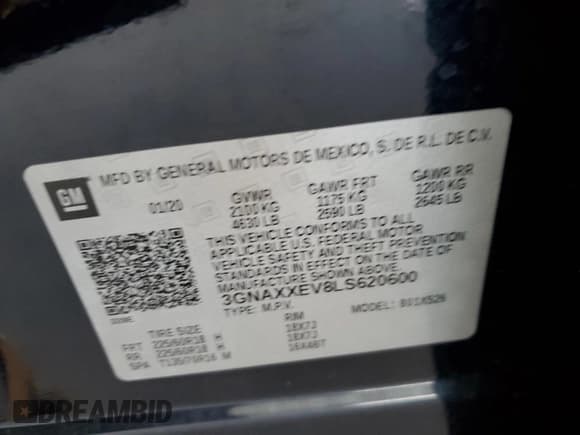 GM
MFD BY GENERAL MOTORS DE MEXICO, S. DE R.L. DE C.V.
01/20 GVWR GAWR FRT GAWR RR
2100 KG 1175 KG 1200 KG
4630 LB 2590 LB 2645 LB
THIS VEHICLE CONFORMS TO ALL
APPLICABLE U.S. FEDERAL MOTOR
VEHICLE SAFETY AND THEFT PREVENTION
STANDARDS IN EFFECT ON THE DATE OF
MANUFACTURE SHOWN ABOVE.
3GNAXXEV8LS620600
TYPE: M.P.V. MODEL: B11XS26
TIRE SIZE RIM
FRT 225/60R18 H 18X7J
RR 225/60R18 H 18X7J
SPA T135/70R16 M 16X4BT
DREAMBID